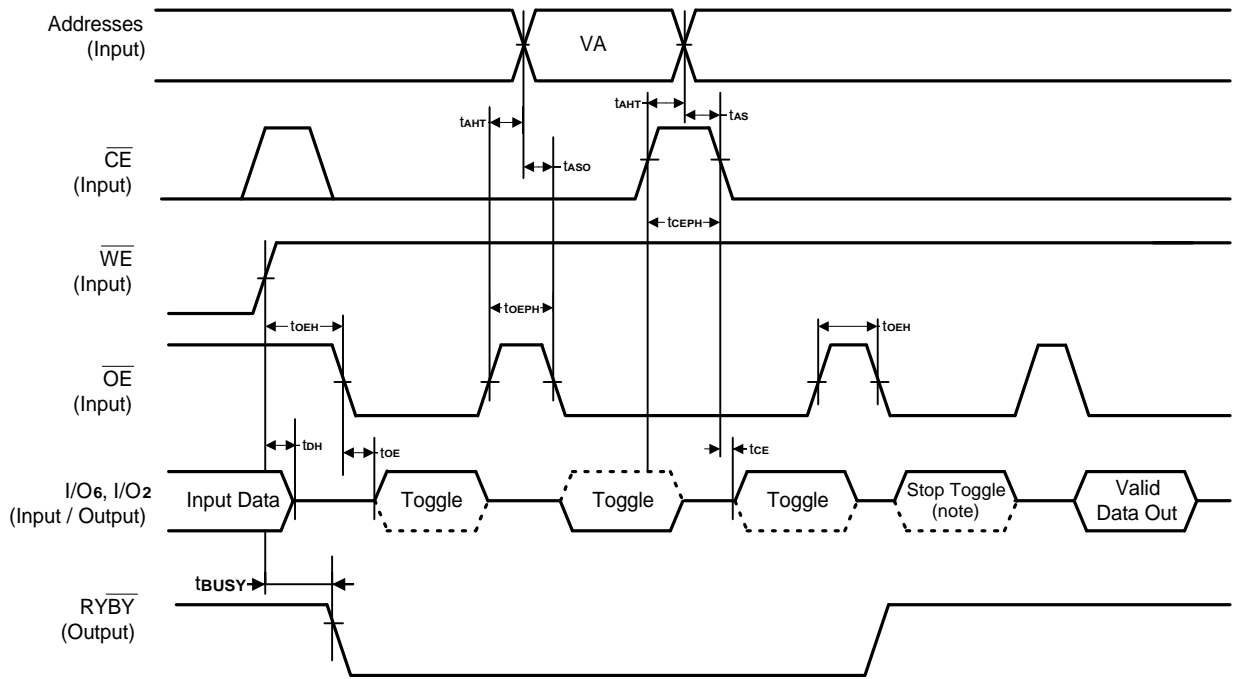 Addresses
(Input)
VA
tAHT
tAHT
tAS
tASO
CE
(Input)
tCEPH
WE
(Input)
tOEH
tOEPH
tOEH
OE
(Input)
tDH
tOE
tCE
I/O6, I/O2
(Input / Output)
Input Data
Toggle
Toggle
Toggle
Stop Toggle
(note)
Valid
Data Out
tBUSY
RYBY
(Output)